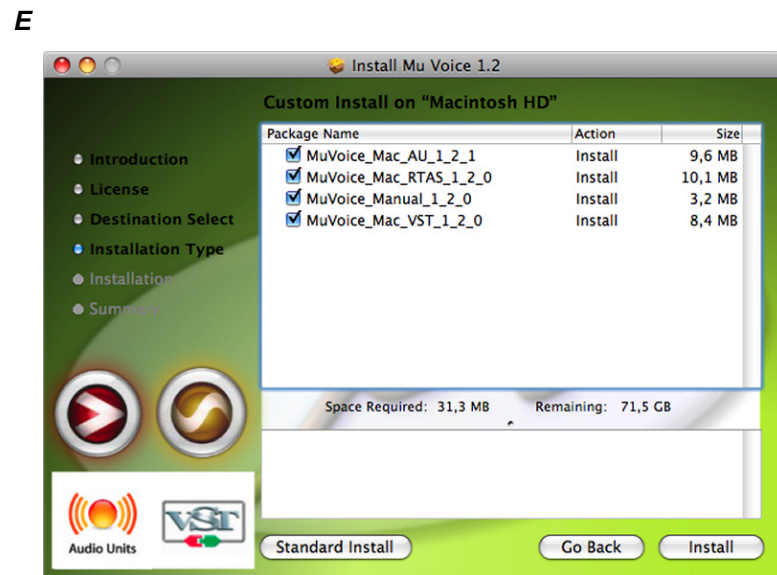 E
Install Mu Voice 1.2
Custom Install on “Macintosh HD”
Package Name Action Size
MuVoice_Mac_AU_1_2_1 Install 9,6 MB
MuVoice_Mac_RTAS_1_2_0 Install 10,1 MB
MuVoice_Manual_1_2_0 Install 3,2 MB
MuVoice_Mac_VST_1_2_0 Install 8,4 MB
Introduction
License
Destination Select
Installation Type
Installation
Summary
Space Required: 31,3 MB Remaining: 71,5 GB
Audio Units
VST
Standard Install Go Back Install